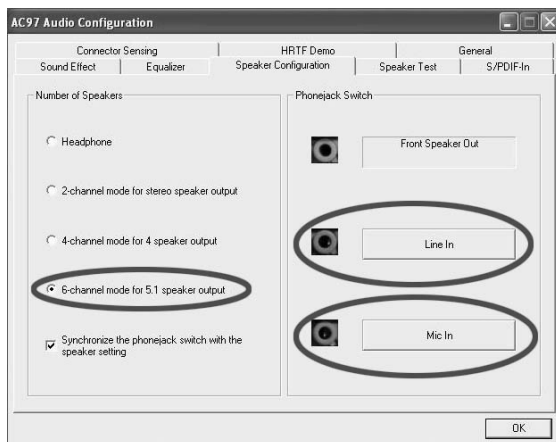 AC97 Audio Configuration
Connector Sensing
HRTF Demo
General
Sound Effect
Equalizer
Speaker Configuration
Speaker Test
S/PDIF-In
Number of Speakers
Headphone
2-channel mode for stereo speaker output
4-channel mode for 4 speaker output
6-channel mode for 5.1 speaker output
Synchronize the phonejack switch with the
speaker setting
Phonejack Switch
Front Speaker Out
Line In
Mic In
OK